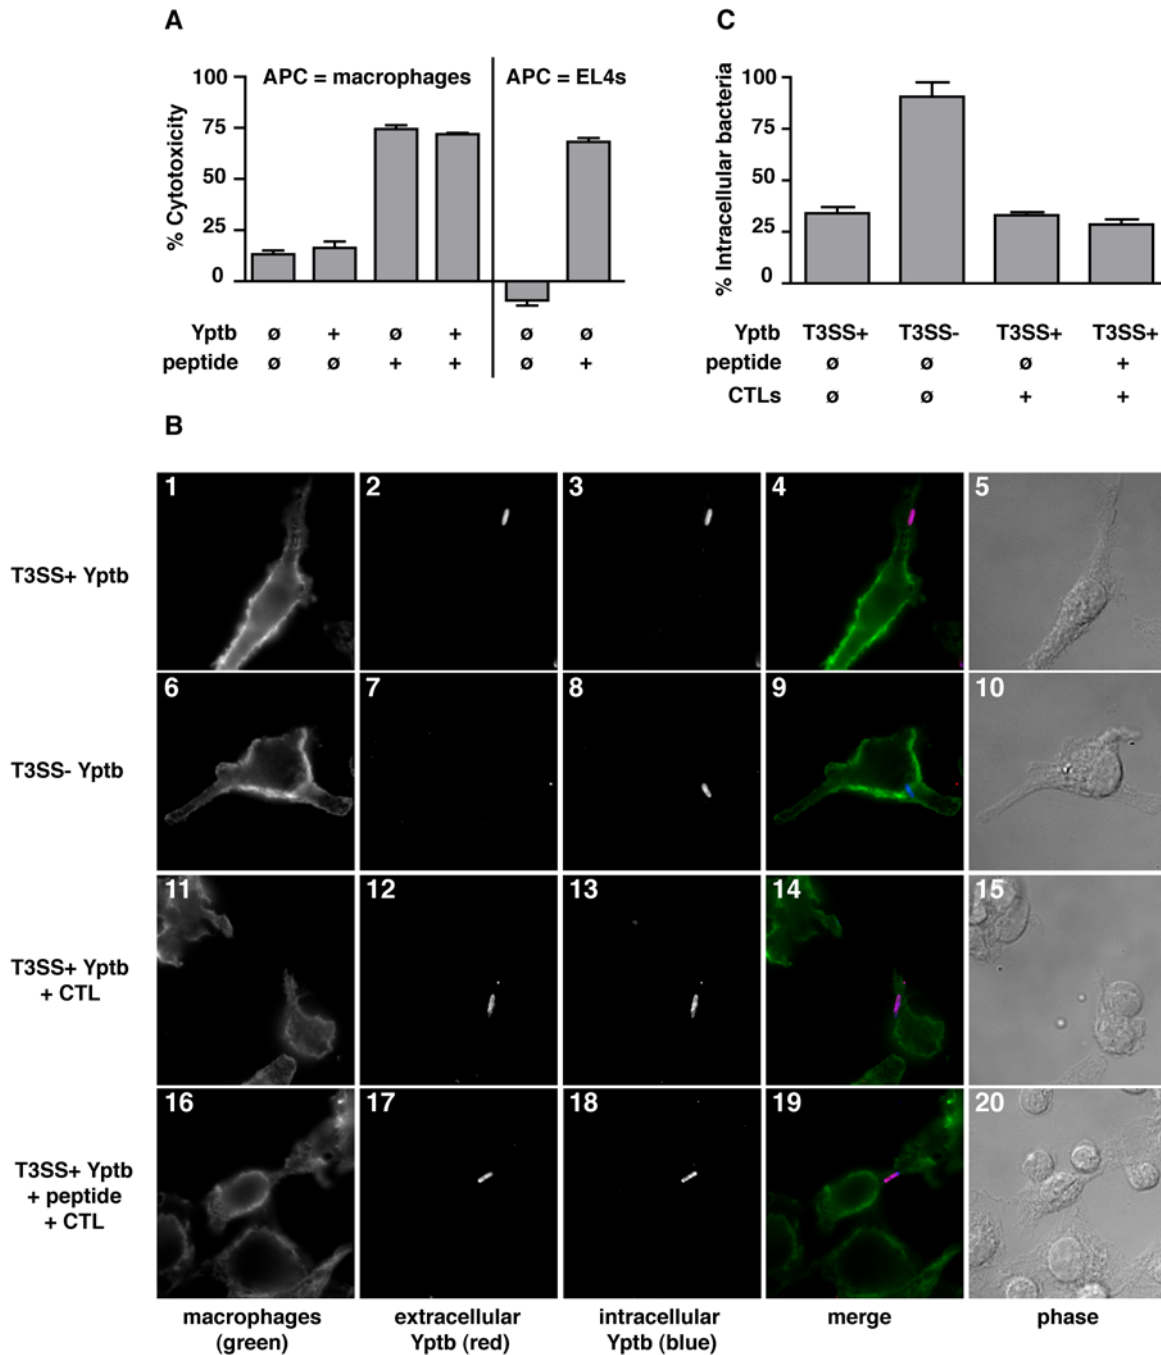 A
% Cytotoxicity
100
75
50
25
0
APC = macrophages
APC = EL4s
Yptb ø + ø + ø ø
peptide ø ø + + ø +
C
% Intracellular bacteria
100
75
50
25
0
Yptb T3SS+ T3SS- T3SS+ T3SS+
peptide ø ø ø +
CTLs ø ø + +
B
T3SS+ Yptb
1 2 3 4 5
T3SS- Yptb
6 7 8 9 10
T3SS+ Yptb
+ CTL
11 12 13 14 15
T3SS+ Yptb
+ peptide
+ CTL
16 17 18 19 20
macrophages
(green)
extracellular
Yptb (red)
intracellular
Yptb (blue)
merge
phase